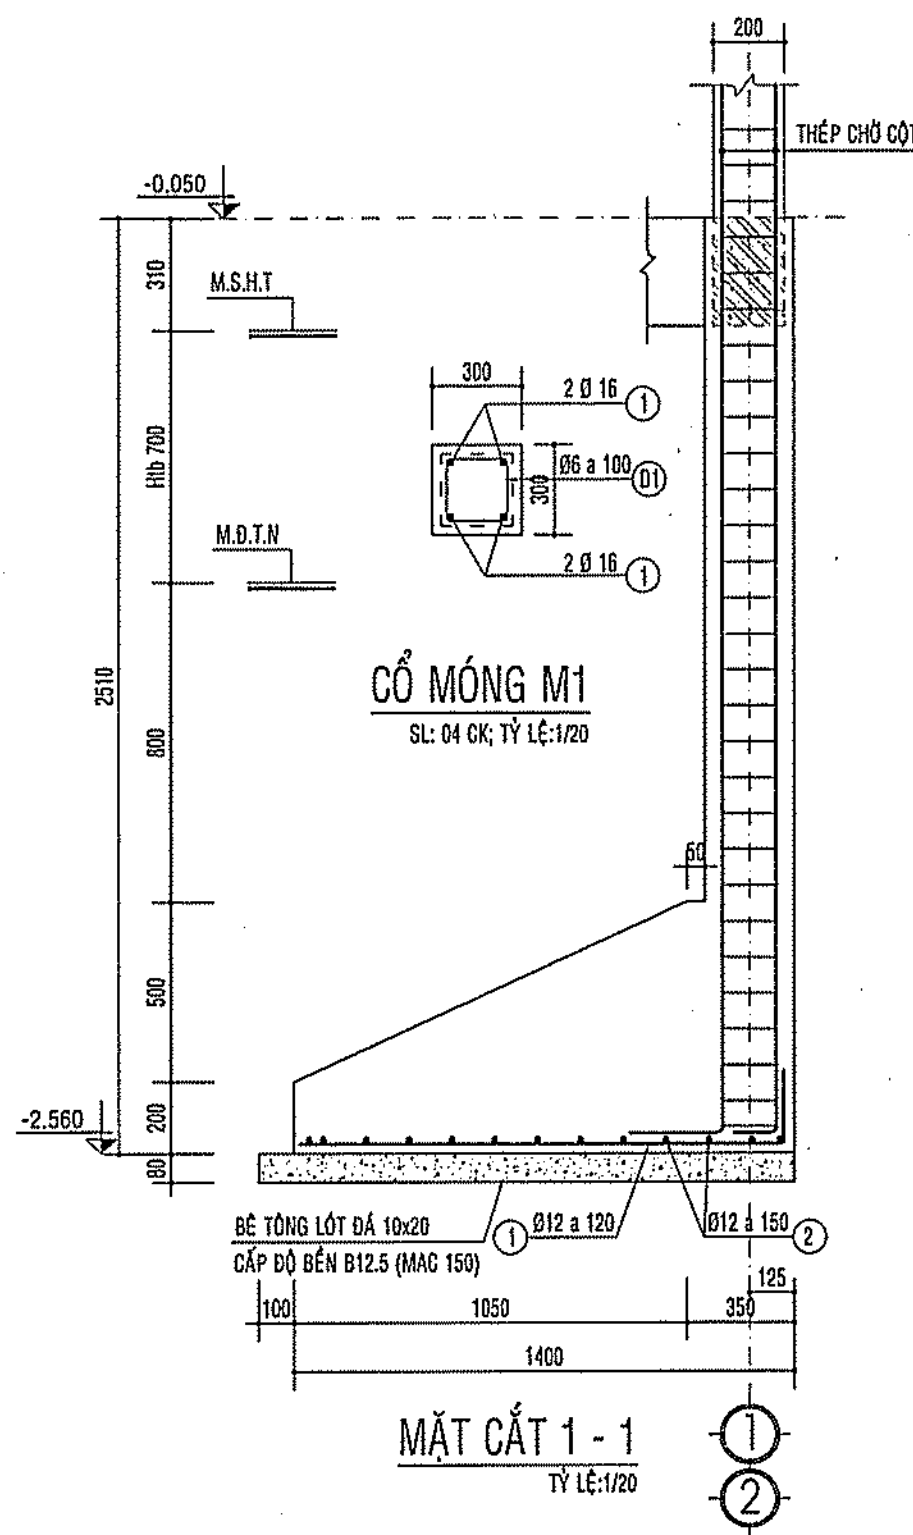 200
THÉP CHỜ CỘT
-0.050
310
M.S.H.T
300
2 Ø 16
1
Htb 700
Ø6 a 100
01
300
M.Đ.T.N
2 Ø 16
1
2510
CỔ MÓNG M1
SL: 04 CK; TỶ LỆ:1/20
800
50
500
-2.560
200
80
BÊ TÔNG LÓT ĐÁ 10x20
1
Ø12 a 120
Ø12 a 150
2
CẤP ĐỘ BỀN B12.5 (MAC 150)
125
100
1050
350
1400
MẶT CẮT 1 - 1
TỶ LỆ:1/20
1
2